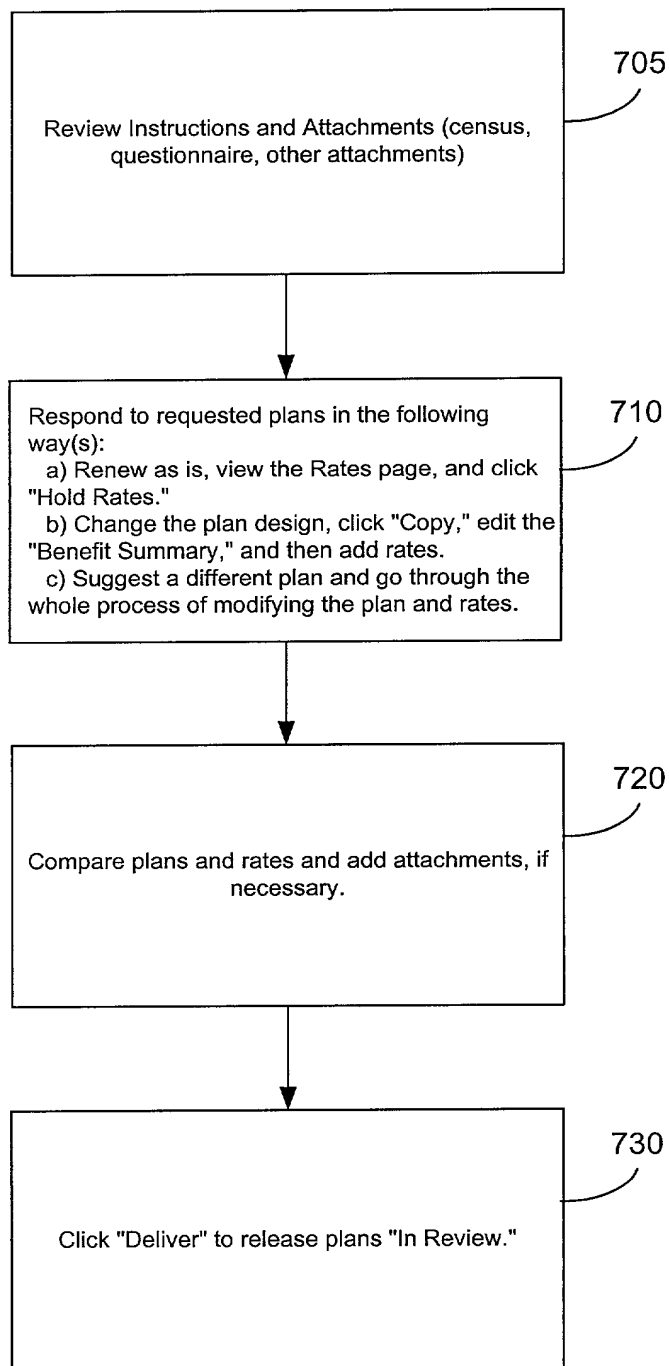 705
Review Instructions and Attachments (census,
questionnaire, other attachments)
710
Respond to requested plans in the following
way(s):
a) Renew as is, view the Rates page, and click
"Hold Rates."
b) Change the plan design, click "Copy," edit the
"Benefit Summary," and then add rates.
c) Suggest a different plan and go through the
whole process of modifying the plan and rates.
720
Compare plans and rates and add attachments, if
necessary.
730
Click "Deliver" to release plans "In Review."